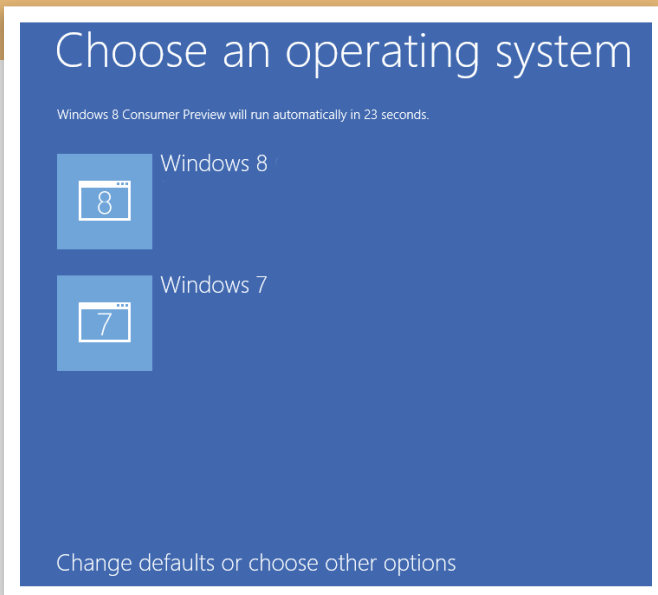 Choose an operating system
Windows 8 Consumer Preview will run automatically in 23 seconds.
Windows 8
8
Windows 7
7
Change defaults or choose other options